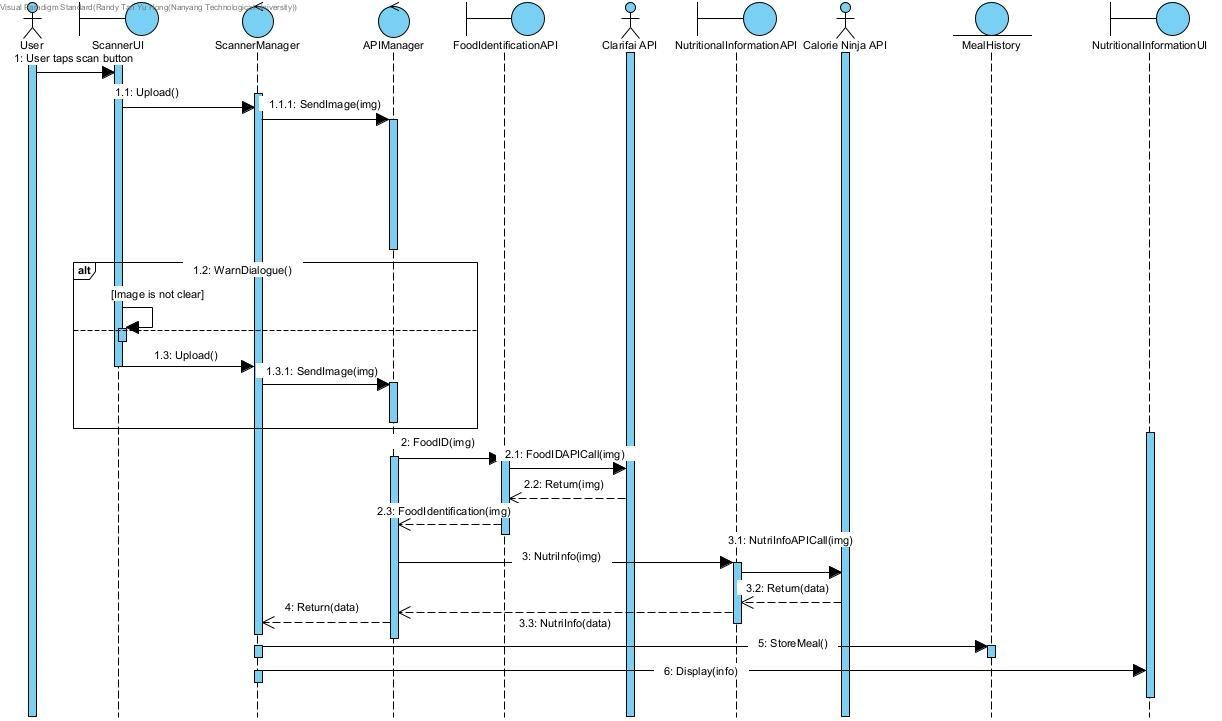 Visual Paradigm Standard(Randy Tan Yu Hong(Nanyang Technological University))
User
ScannerUI
ScannerManager
APIManager
FoodIdentificationAPI
Clarifai API
NutritionalInformationAPI
Calorie Ninja API
MealHistory
NutritionalInformationUI
1: User taps scan button
1.1: Upload()
1.1.1: SendImage(img)
alt
1.2: WarnDialogue()
[Image is not clear]
1.3: Upload()
1.3.1: SendImage(img)
2: FoodID(img)
2.1: FoodIDAPICall(img)
2.2: Return(img)
2.3: FoodIdentification(img)
3: NutriInfo(img)
3.1: NutriInfoAPICall(img)
3.2: Return(data)
3.3: NutriInfo(data)
4: Return(data)
5: StoreMeal()
6: Display(info)